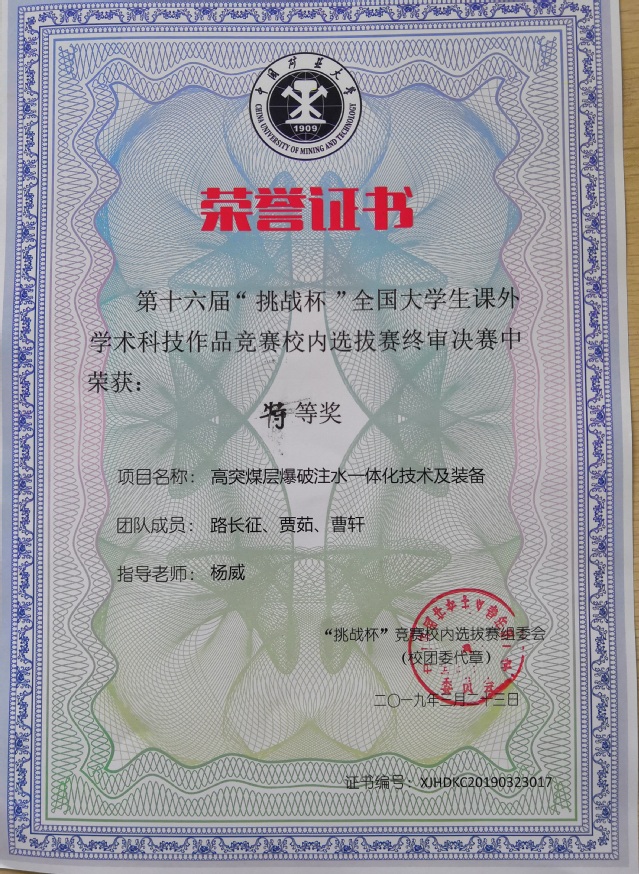 中国矿业大学
CHINA UNIVERSITY OF MINING AND TECHNOLOGY
1909
荣誉证书
第十六届“挑战杯”全国大学生课外
学术科技作品竞赛校内选拔赛终审决赛中
荣获：
特等奖
项目名称：高突煤层爆破注水一体化技术及装备
团队成员：路长征、贾茹、曹轩
指导老师：杨威
“挑战杯”竞赛校内选拔赛组委会
（校团委代章）
二〇一九年三月二十三日
证书编号：XJHDKC20190323017